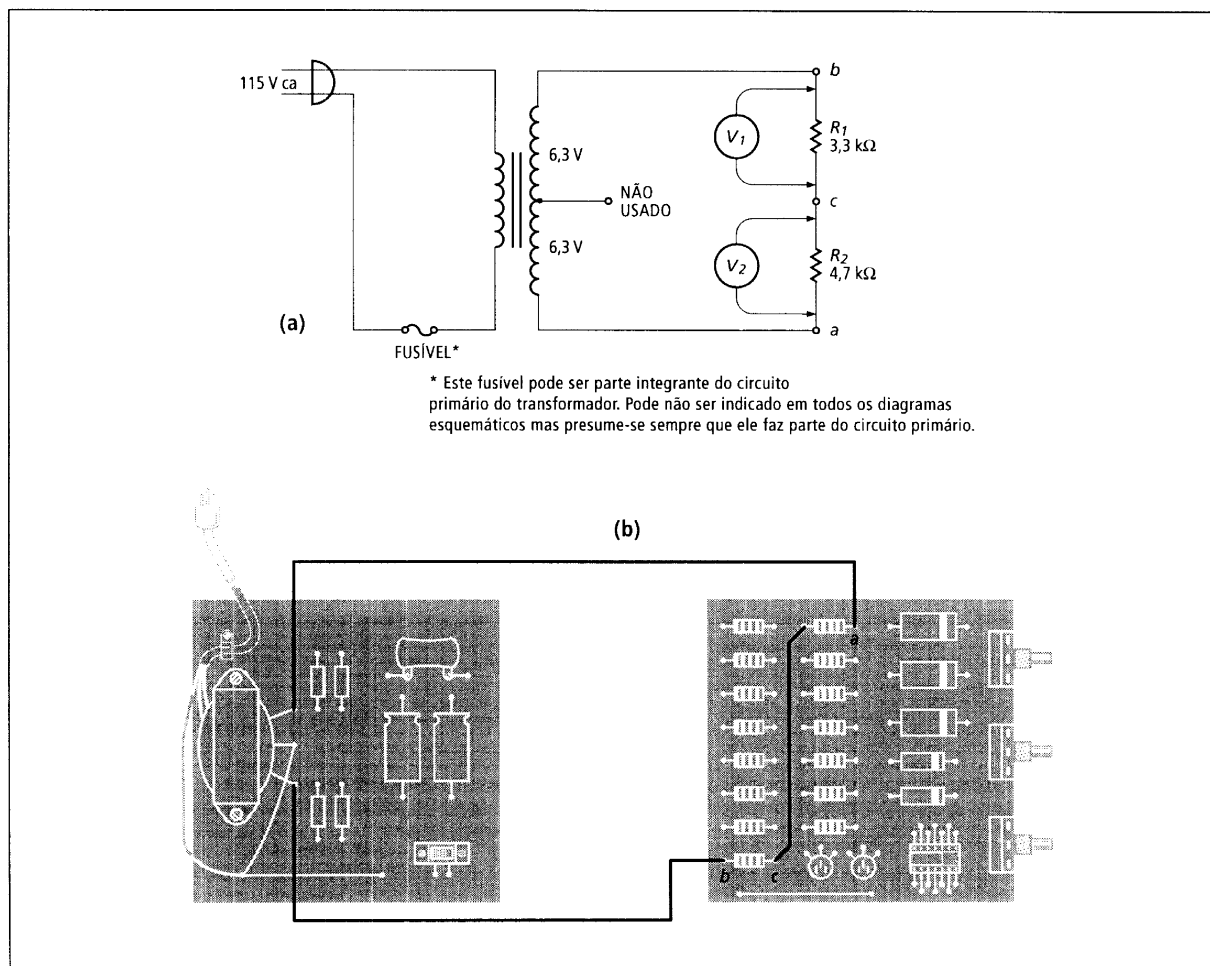 115 V ca
6,3 V
NÃO
USADO
6,3 V
b
V1
R1
3,3 kΩ
c
V2
R2
4,7 kΩ
a
(a)
FUSÍVEL*
* Este fusível pode ser parte integrante do circuito
primário do transformador. Pode não ser indicado em todos os diagramas
esquemáticos mas presume-se sempre que ele faz parte do circuito primário.
(b)
a
b
c